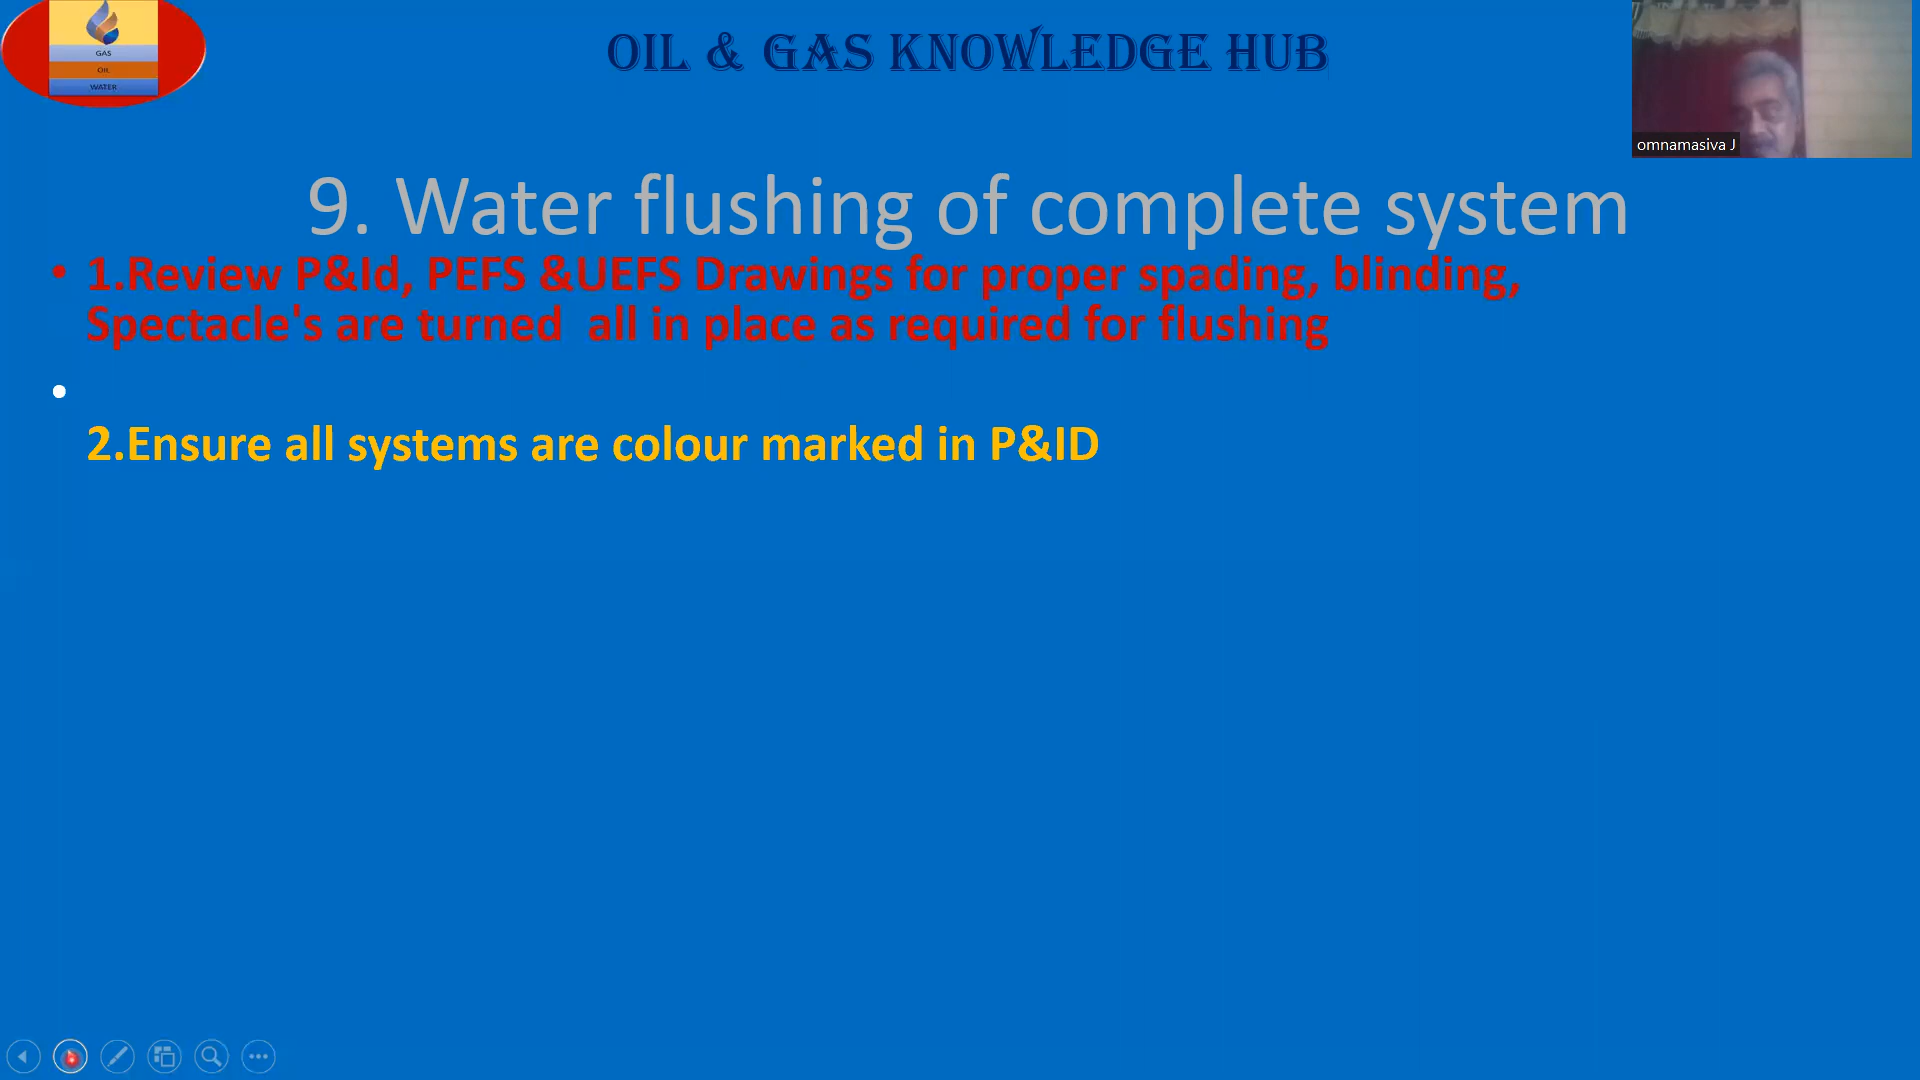 GAS
OIL
WATER
OIL & GAS KNOWLEDGE HUB
omnamasiva J
9. Water flushing of complete system
• 1.Review P&Id, PEFS &UEFS Drawings for proper spading, blinding,
Spectacle's are turned  all in place as required for flushing
•
2.Ensure all systems are colour marked in P&ID